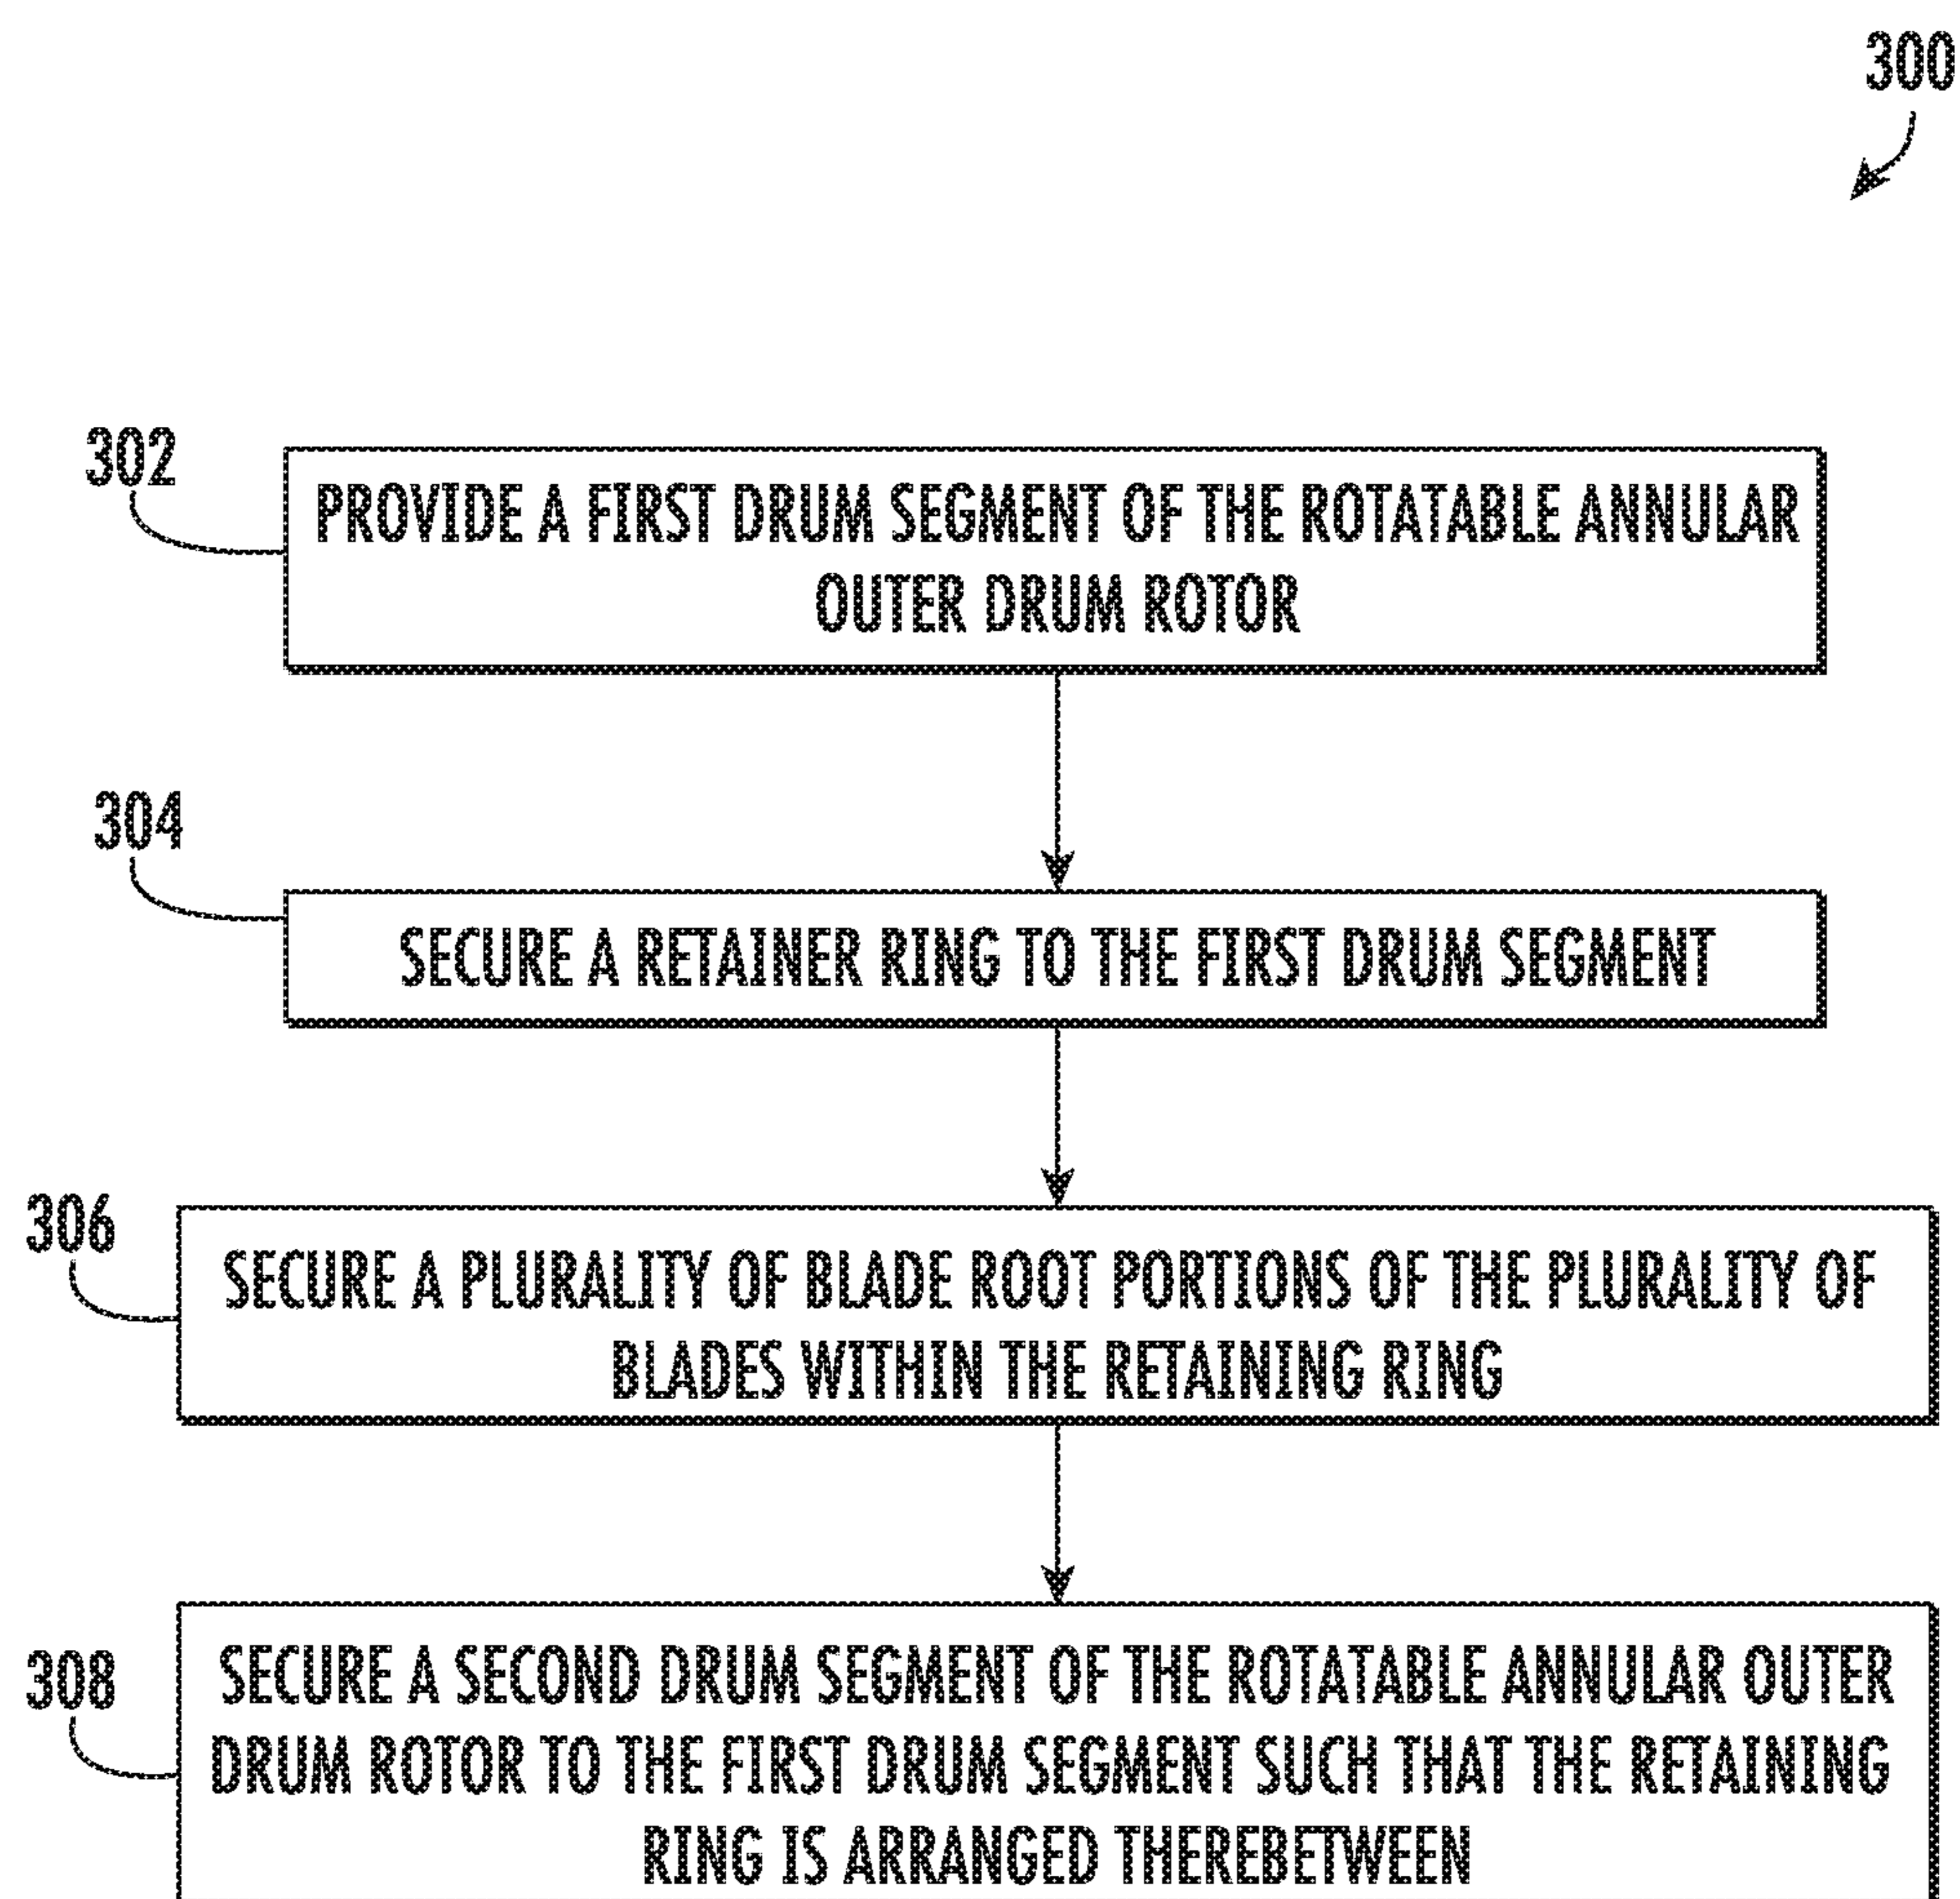 300
302
PROVIDE A FIRST DRUM SEGMENT OF THE ROTATABLE ANNULAR
OUTER DRUM ROTOR
304
SECURE A RETAINER RING TO THE FIRST DRUM SEGMENT
306
SECURE A PLURALITY OF BLADE ROOT PORTIONS OF THE PLURALITY OF
BLADES WITHIN THE RETAINING RING
308
SECURE A SECOND DRUM SEGMENT OF THE ROTATABLE ANNULAR OUTER
DRUM ROTOR TO THE FIRST DRUM SEGMENT SUCH THAT THE RETAINING
RING IS ARRANGED THEREBETWEEN